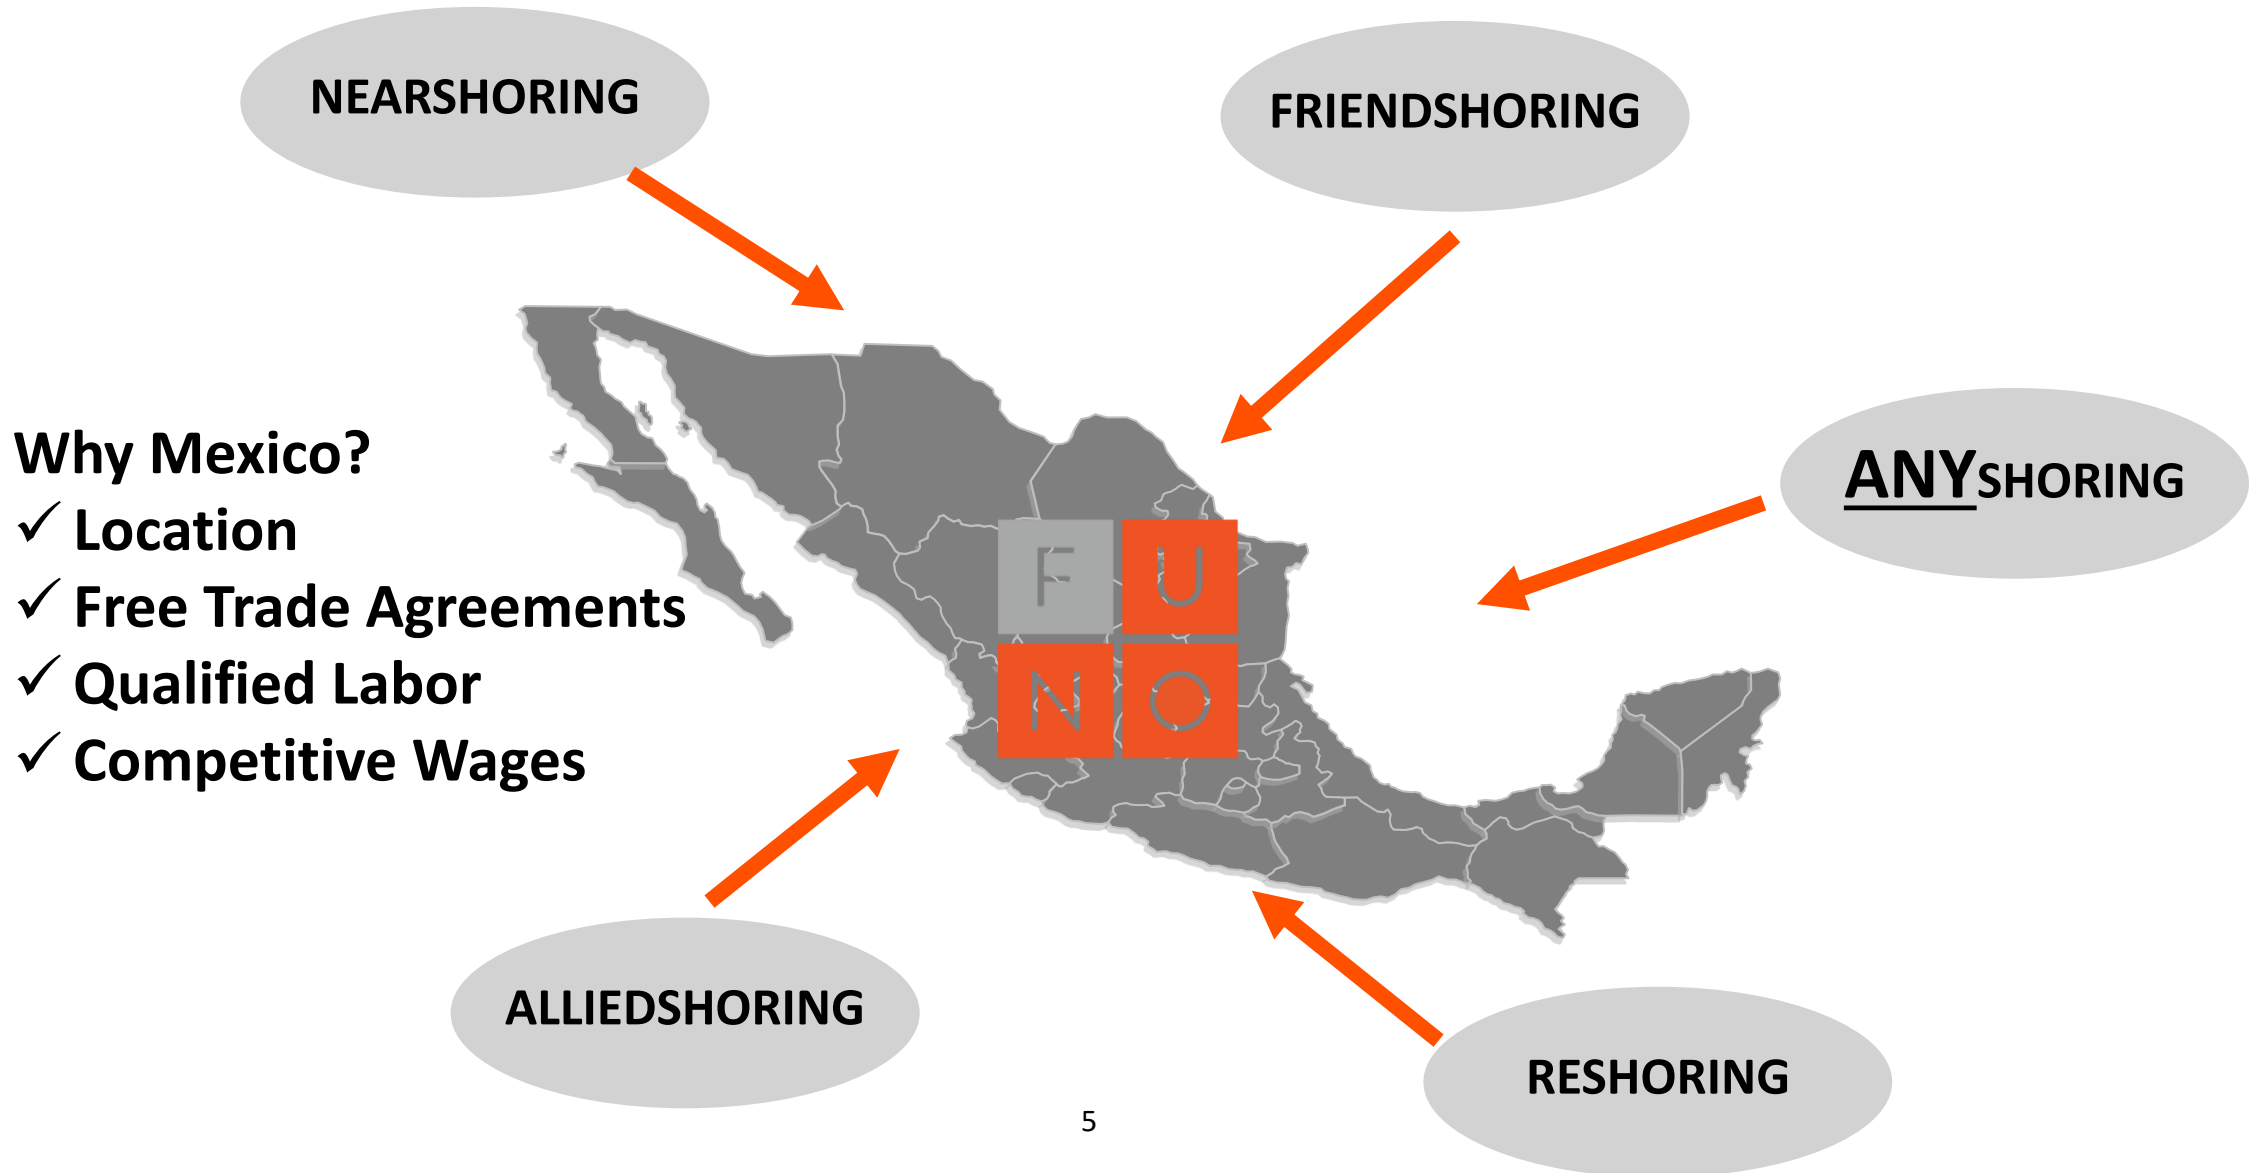 NEARSHORING
FRIENDSHORING
ANYSHORING
Why Mexico?
✓ Location
✓ Free Trade Agreements
✓ Qualified Labor
✓ Competitive Wages
F U
N O
ALLIEDSHORING
RESHORING
5